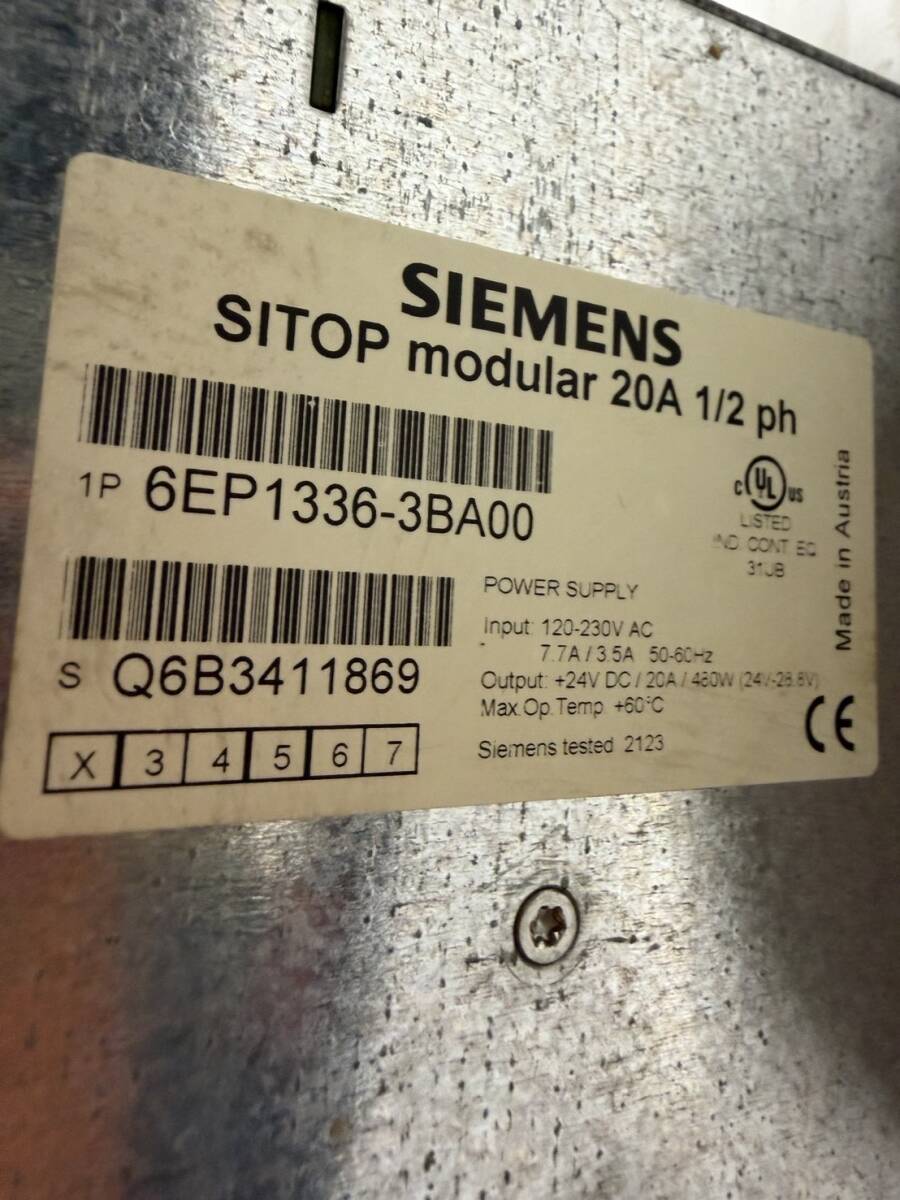 SIEMENS
SITOP modular 20A 1/2 ph
1P 6EP1336-3BA00
S Q6B3411869
X 3 4 5 6 7
c UL us
LISTED
IND. CONT. EQ
31UB
Made in Austria
POWER SUPPLY
Input: 120-230V AC
7.7A / 3.5A 50-60Hz
Output: +24V DC / 20A / 480W (24V-28.8V)
Max.Op.Temp. +60°C
Siemens tested 2123
CE